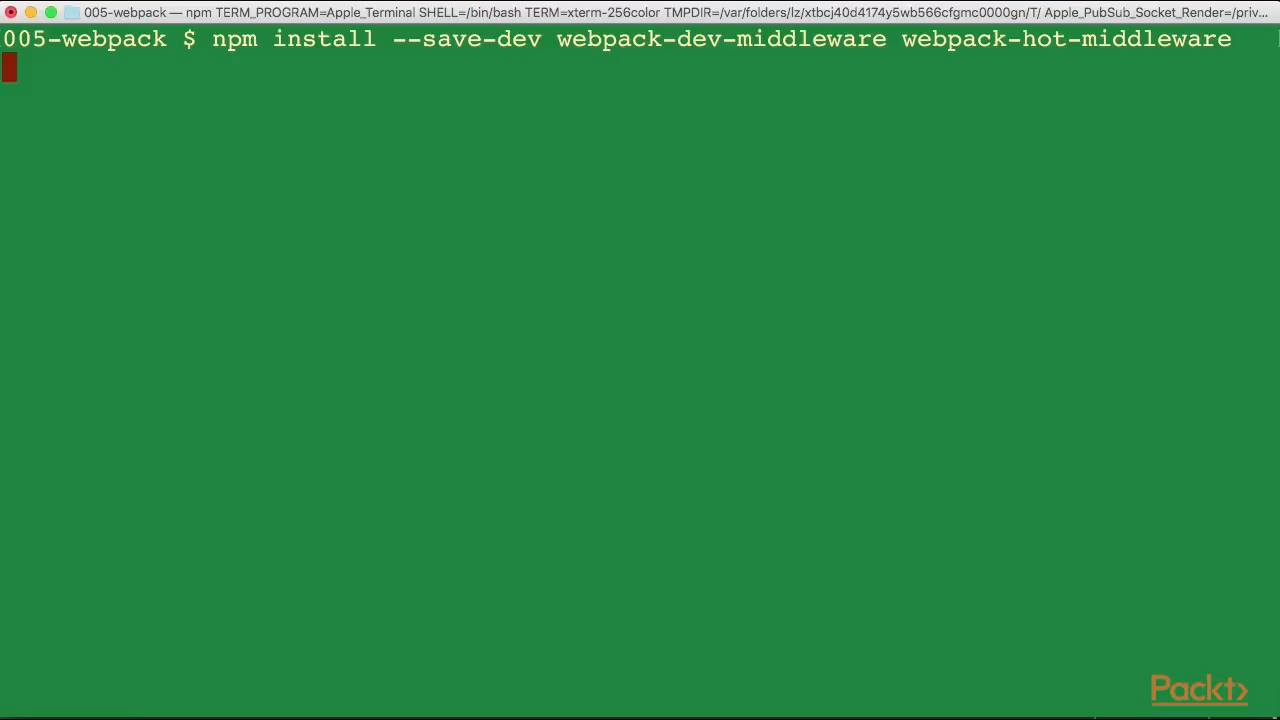 005-webpack — npm TERM_PROGRAM=Apple_Terminal SHELL=/bin/bash TERM=xterm-256color TMPDIR=/var/folders/lz/xtbcj40d4174y5wb566cfgmc0000gn/T/ Apple_PubSub_Socket_Render=/priv...
005-webpack $ npm install --save-dev webpack-dev-middleware webpack-hot-middleware
Packt>